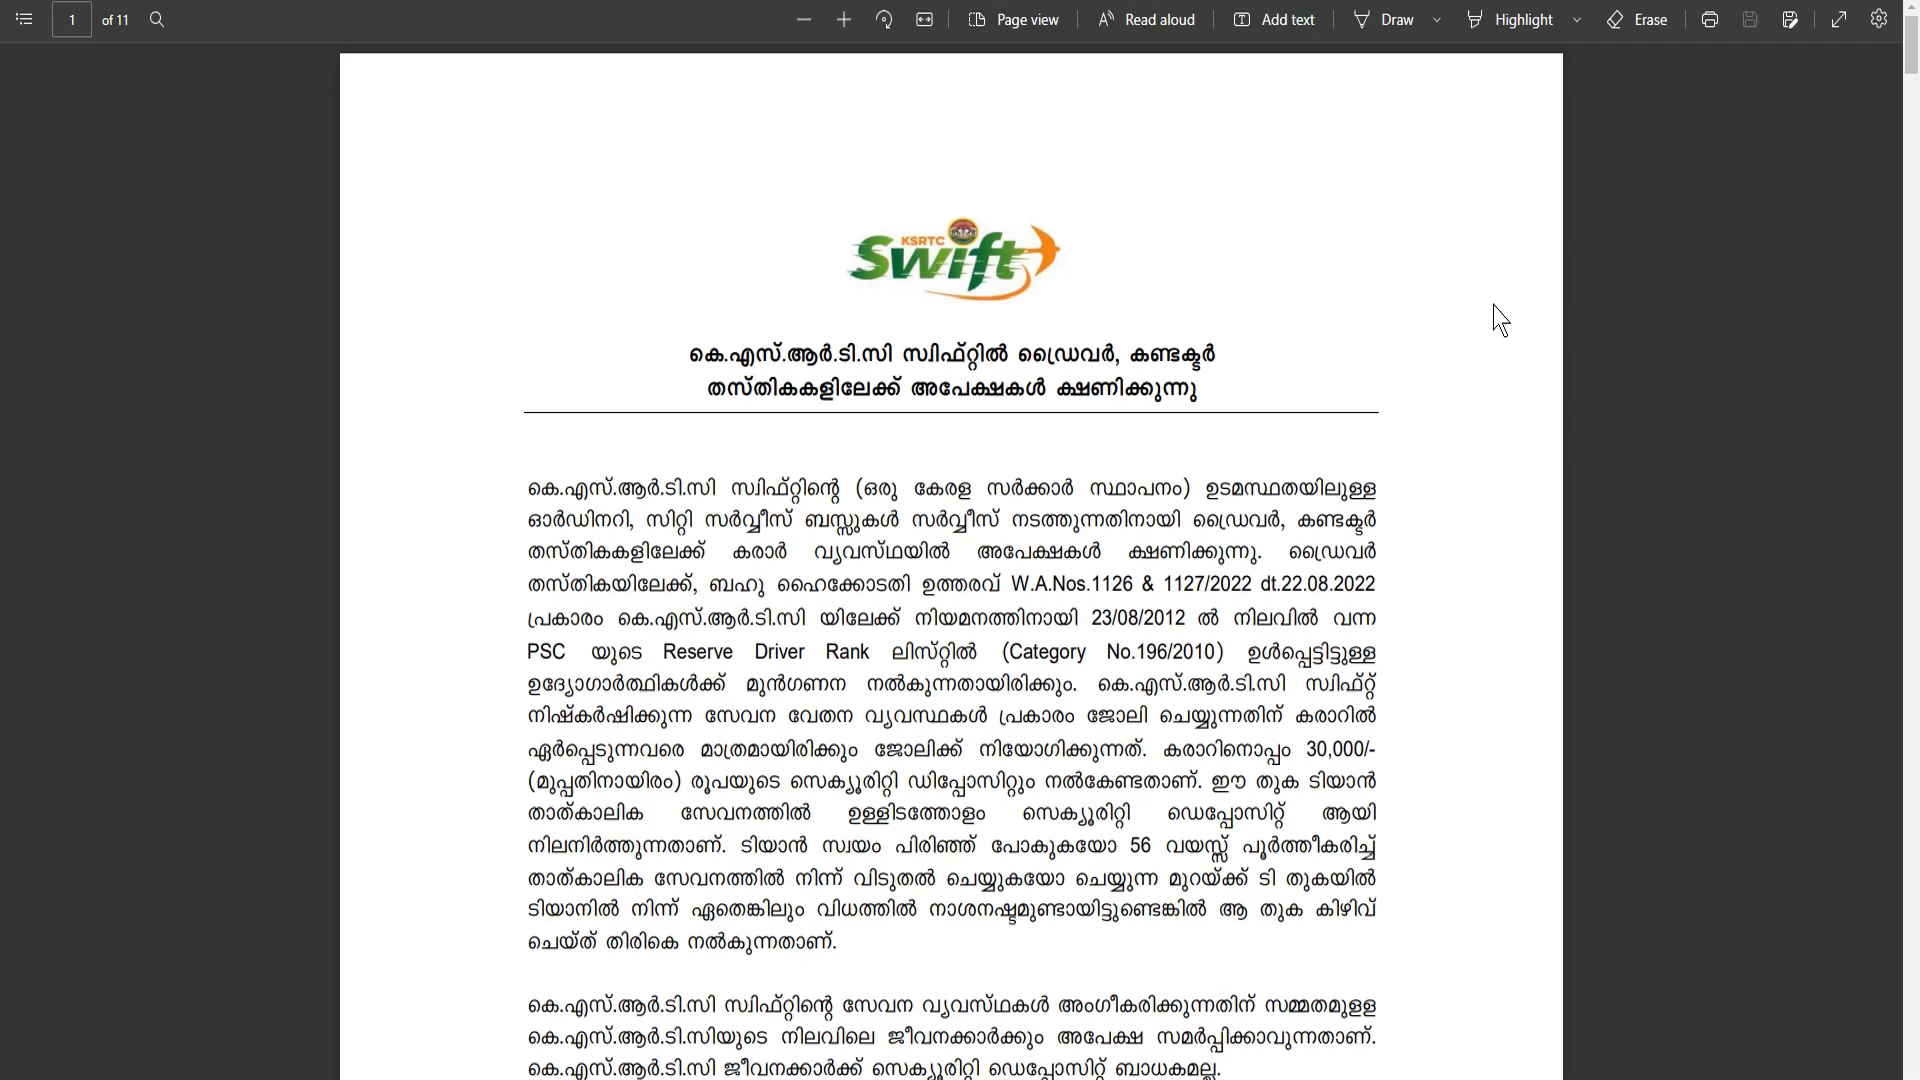 1 of 11 Page view Read aloud Add text Draw Highlight Erase
KSRTC
Swift
കെ.എസ്.ആർ.ടി.സി സ്വിഫ്റ്റിൽ ഡ്രൈവർ, കണ്ടക്ടർ
തസ്തികകളിലേക്ക് അപേക്ഷകൾ ക്ഷണിക്കുന്നു
കെ.എസ്.ആർ.ടി.സി സ്വിഫ്റ്റിന്റെ (ഒരു കേരള സർക്കാർ സ്ഥാപനം) ഉടമസ്ഥതയിലുള്ള
ഓർഡിനറി, സിറ്റി സർവ്വീസ് ബസ്സുകൾ സർവ്വീസ് നടത്തുന്നതിനായി ഡ്രൈവർ, കണ്ടക്ടർ
തസ്തികകളിലേക്ക് കരാർ വ്യവസ്ഥയിൽ അപേക്ഷകൾ ക്ഷണിക്കുന്നു. ഡ്രൈവർ
തസ്തികയിലേക്ക്, ബഹു ഹൈക്കോടതി ഉത്തരവ് W.A.Nos.1126 & 1127/2022 dt.22.08.2022
പ്രകാരം കെ.എസ്.ആർ.ടി.സി യിലേക്ക് നിയമനത്തിനായി 23/08/2012 ൽ നിലവിൽ വന്ന
PSC യുടെ Reserve Driver Rank ലിസ്റ്റിൽ (Category No.196/2010) ഉൾപ്പെട്ടിട്ടുള്ള
ഉദ്യോഗാർത്ഥികൾക്ക് മുൻഗണന നൽകുന്നതായിരിക്കും. കെ.എസ്.ആർ.ടി.സി സ്വിഫ്റ്റ്
നിഷ്കർഷിക്കുന്ന സേവന വേതന വ്യവസ്ഥകൾ പ്രകാരം ജോലി ചെയ്യുന്നതിന് കരാറിൽ
ഏർപ്പെടുന്നവരെ മാത്രമായിരിക്കും ജോലിക്ക് നിയോഗിക്കുന്നത്. കരാറിനൊപ്പം 30,000/-
(മുപ്പതിനായിരം) രൂപയുടെ സെക്യൂരിറ്റി ഡിപ്പോസിറ്റും നൽകേണ്ടതാണ്. ഈ തുക ടിയാൻ
താത്കാലിക സേവനത്തിൽ ഉള്ളിടത്തോളം സെക്യൂരിറ്റി ഡെപ്പോസിറ്റ് ആയി
നിലനിർത്തുന്നതാണ്. ടിയാൻ സ്വയം പിരിഞ്ഞ് പോകുകയോ 56 വയസ്സ് പൂർത്തീകരിച്ച്
താത്കാലിക സേവനത്തിൽ നിന്ന് വിടുതൽ ചെയ്യുകയോ ചെയ്യുന്ന മുറയ്ക്ക് ടി തുകയിൽ
ടിയാനിൽ നിന്ന് ഏതെങ്കിലും വിധത്തിൽ നാശനഷ്ടമുണ്ടായിട്ടുണ്ടെങ്കിൽ ആ തുക കിഴിവ്
ചെയ്ത് തിരികെ നൽകുന്നതാണ്.
കെ.എസ്.ആർ.ടി.സി സ്വിഫ്റ്റിന്റെ സേവന വ്യവസ്ഥകൾ അംഗീകരിക്കുന്നതിന് സമ്മതമുളള
കെ.എസ്.ആർ.ടി.സിയുടെ നിലവിലെ ജീവനക്കാർക്കും അപേക്ഷ സമർപ്പിക്കാവുന്നതാണ്.
കെ.എസ്.ആർ.ടി.സി ജീവനക്കാർക്ക് സെക്യൂരിറ്റി ഡെപ്പോസിറ്റ് ബാധകമല്ല.